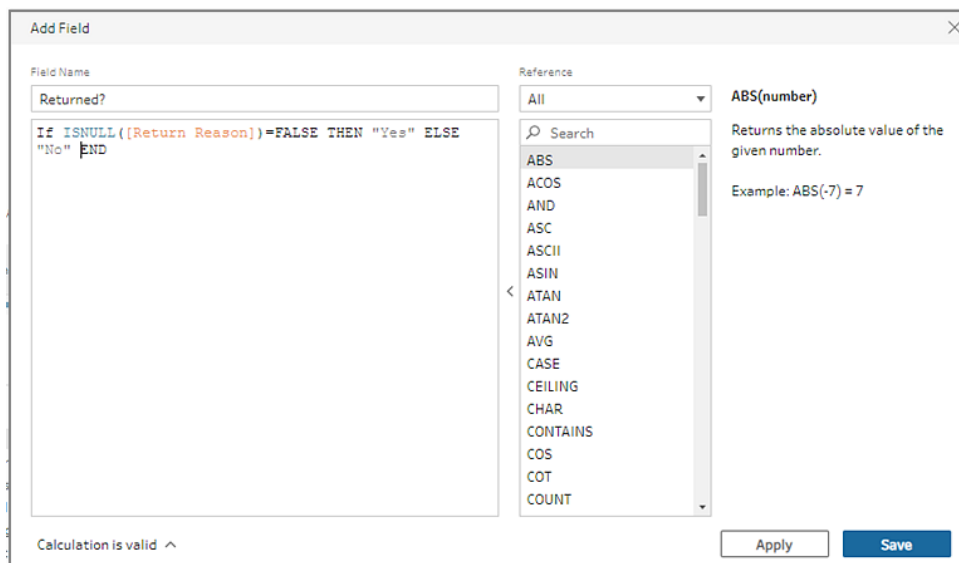 Add Field
Field Name
Returned?
If ISNULL([Return Reason])=FALSE THEN "Yes" ELSE
"No" END
Calculation is valid
Reference
All
Search
ABS
ACOS
AND
ASC
ASCII
ASIN
ATAN
ATAN2
AVG
CASE
CEILING
CHAR
CONTAINS
COS
COT
COUNT
ABS(number)
Returns the absolute value of the
given number.
Example: ABS(-7) = 7
Apply
Save